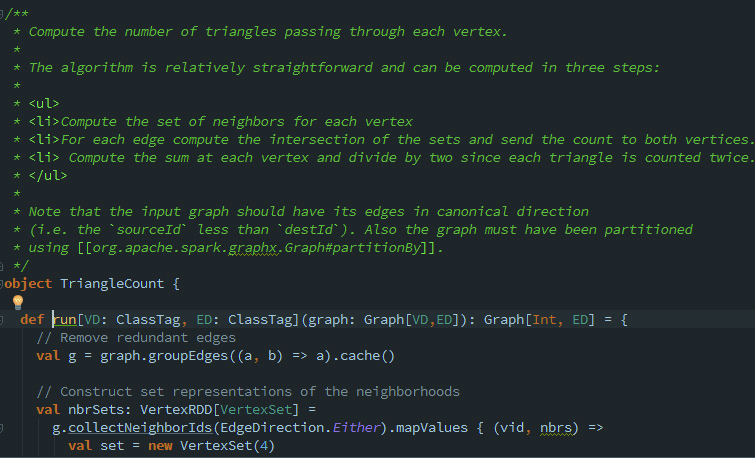 /**
 * Compute the number of triangles passing through each vertex.
 *
 * The algorithm is relatively straightforward and can be computed in three steps:
 *
 * <ul>
 * <li>Compute the set of neighbors for each vertex
 * <li>For each edge compute the intersection of the sets and send the count to both vertices.
 * <li> Compute the sum at each vertex and divide by two since each triangle is counted twice.
 * </ul>
 *
 * Note that the input graph should have its edges in canonical direction
 * (i.e. the `sourceId` less than `destId`). Also the graph must have been partitioned
 * using [[org.apache.spark.graphx.Graph#partitionBy]].
 */
object TriangleCount {
  def run[VD: ClassTag, ED: ClassTag](graph: Graph[VD,ED]): Graph[Int, ED] = {
    // Remove redundant edges
    val g = graph.groupEdges((a, b) => a).cache()
    // Construct set representations of the neighborhoods
    val nbrSets: VertexRDD[VertexSet] =
      g.collectNeighborIds(EdgeDirection.Either).mapValues { (vid, nbrs) =>
        val set = new VertexSet(4)